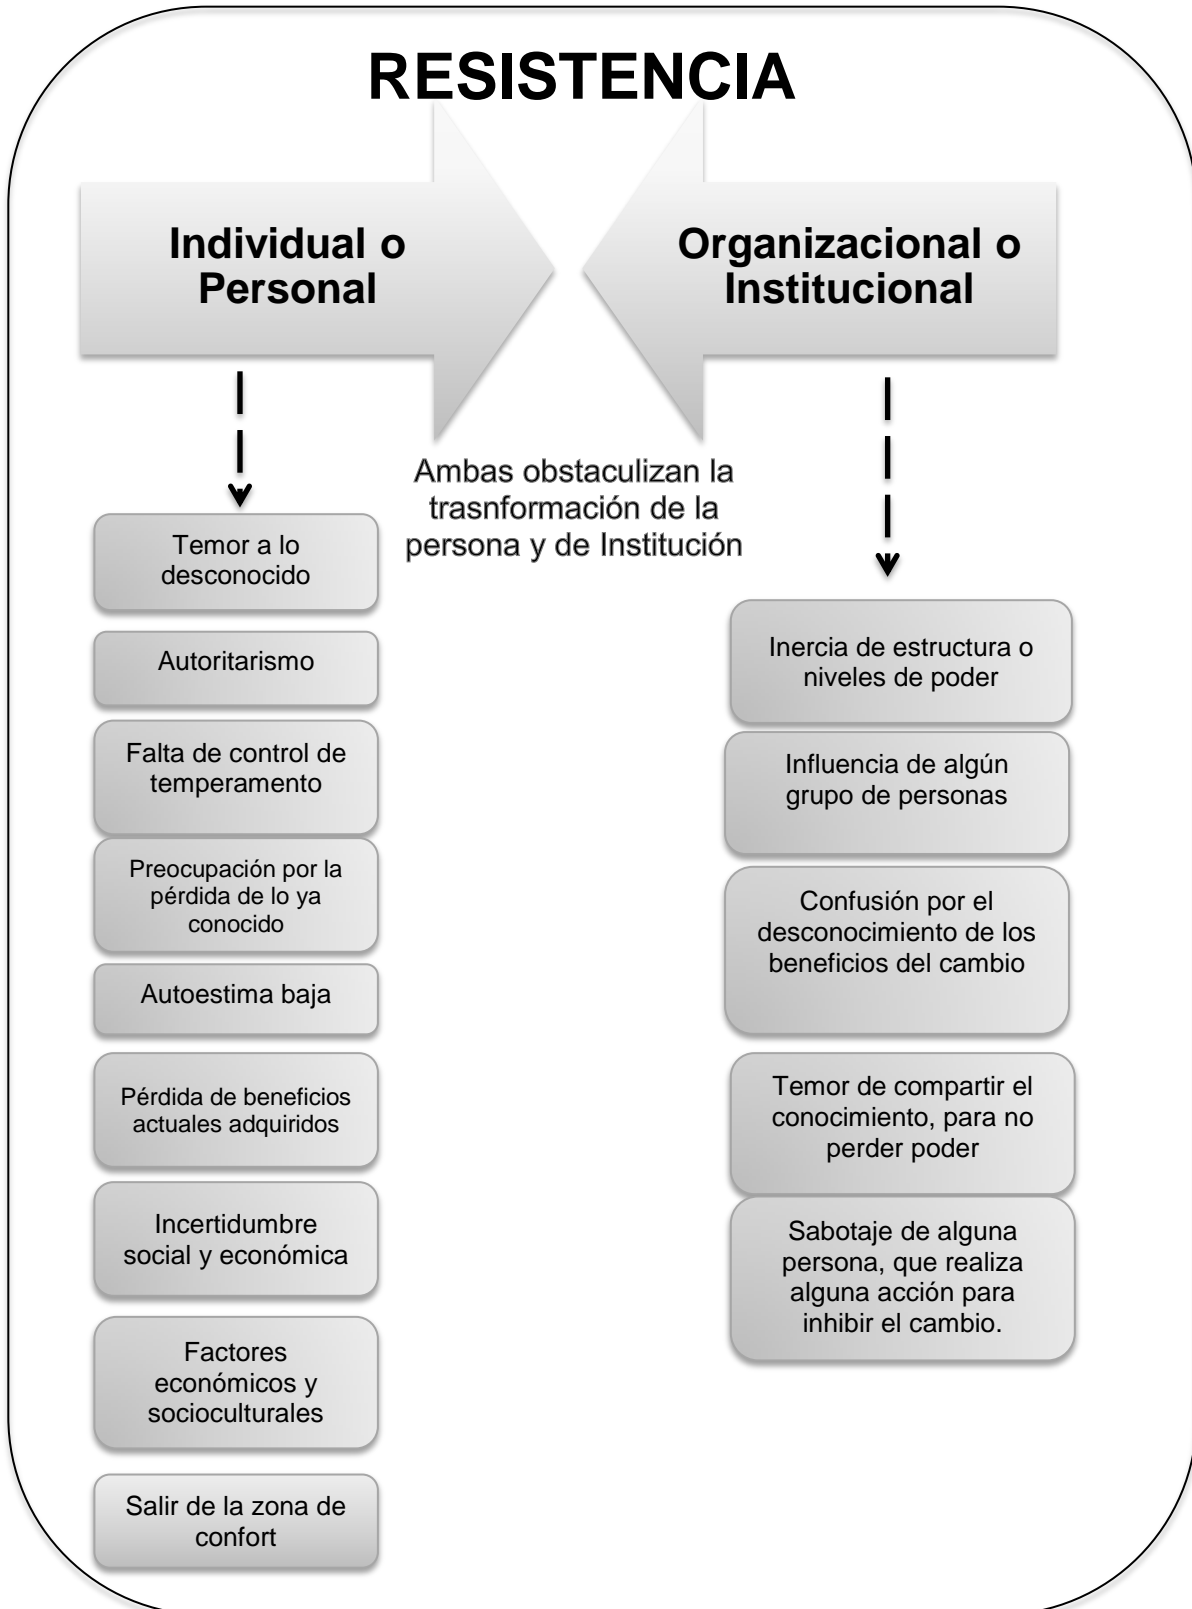 RESISTENCIA
Individual o
Personal
Organizacional o
Institucional
Ambas obstaculizan la
trasnformación de la
persona y de Institución
Temor a lo
desconocido
Autoritarismo
Falta de control de
temperamento
Preocupación por la
pérdida de lo ya
conocido
Autoestima baja
Pérdida de beneficios
actuales adquiridos
Incertidumbre
social y económica
Factores
económicos y
socioculturales
Salir de la zona de
confort
Inercia de estructura o
niveles de poder
Influencia de algún
grupo de personas
Confusión por el
desconocimiento de los
beneficios del cambio
Temor de compartir el
conocimiento, para no
perder poder
Sabotaje de alguna
persona, que realiza
alguna acción para
inhibir el cambio.